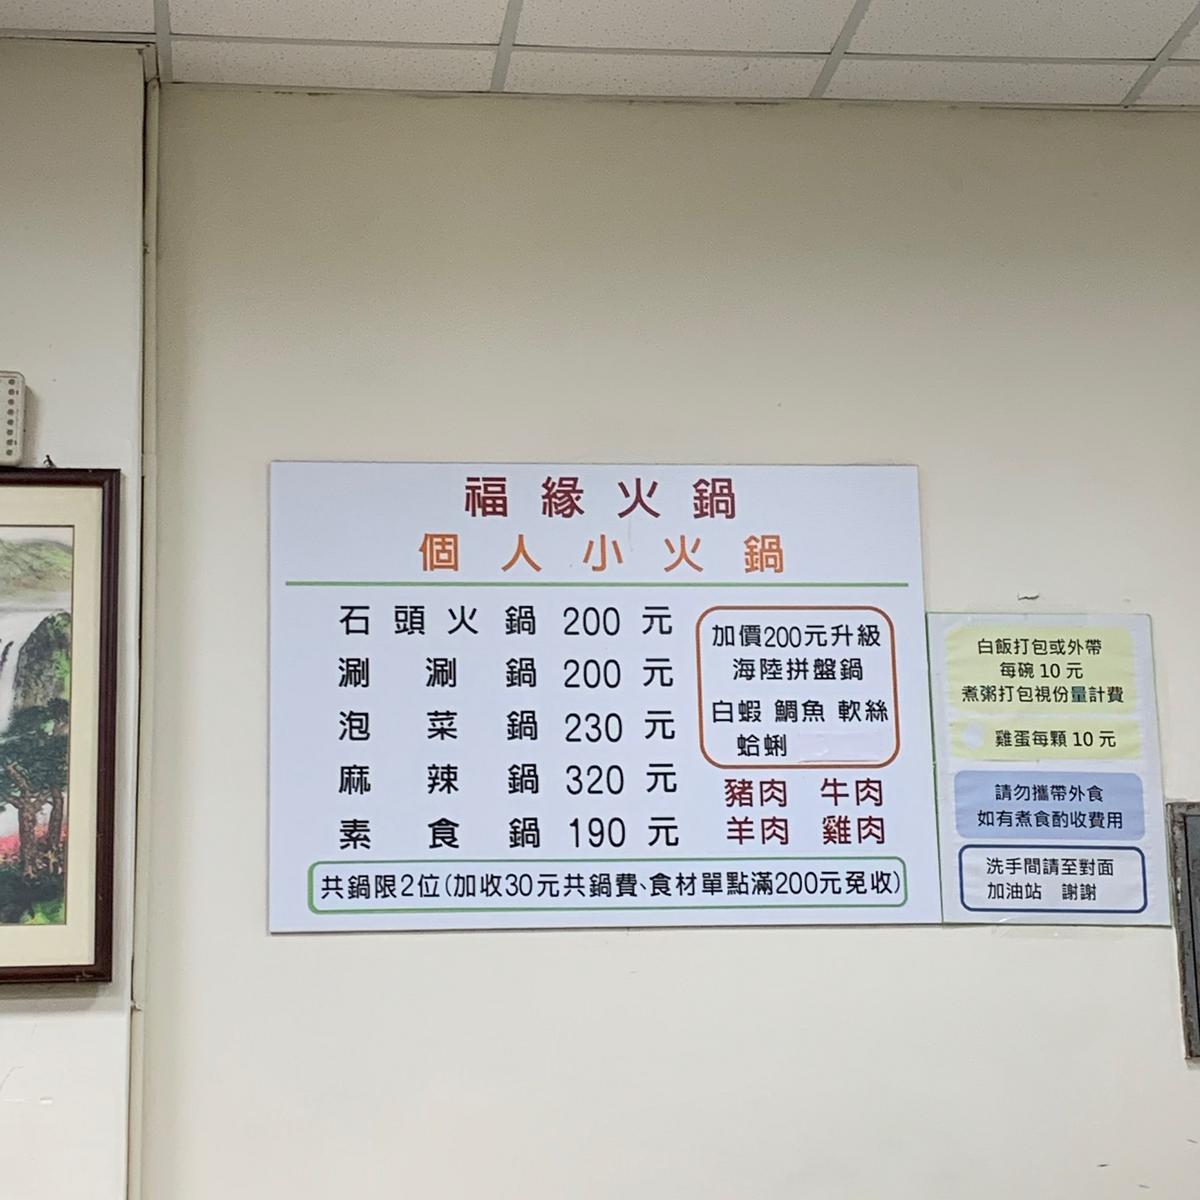 福緣火鍋
個人小火鍋
石頭火鍋 200 元
涮涮鍋 200 元
泡菜鍋 230 元
麻辣鍋 320 元
素食鍋 190 元
加價200元升級
海陸拼盤鍋
白蝦 鯛魚 軟絲
蛤蜊
豬肉 牛肉
羊肉 雞肉
共鍋限2位(加收30元共鍋費、食材單點滿200元免收)
白飯打包或外帶
每碗 10 元
煮粥打包視份量計費
雞蛋每顆 10 元
請勿攜帶外食
如有煮食酌收費用
洗手間請至對面
加油站 謝謝